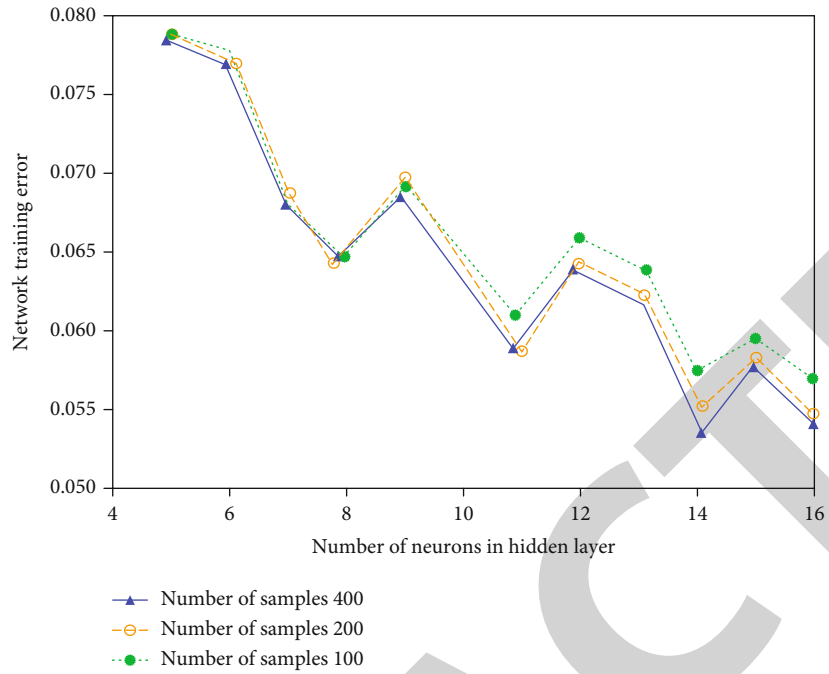 0.080
0.075
0.070
0.065
0.060
0.055
0.050
Network training error
4 6 8 10 12 14 16
Number of neurons in hidden layer
Number of samples 400
Number of samples 200
Number of samples 100